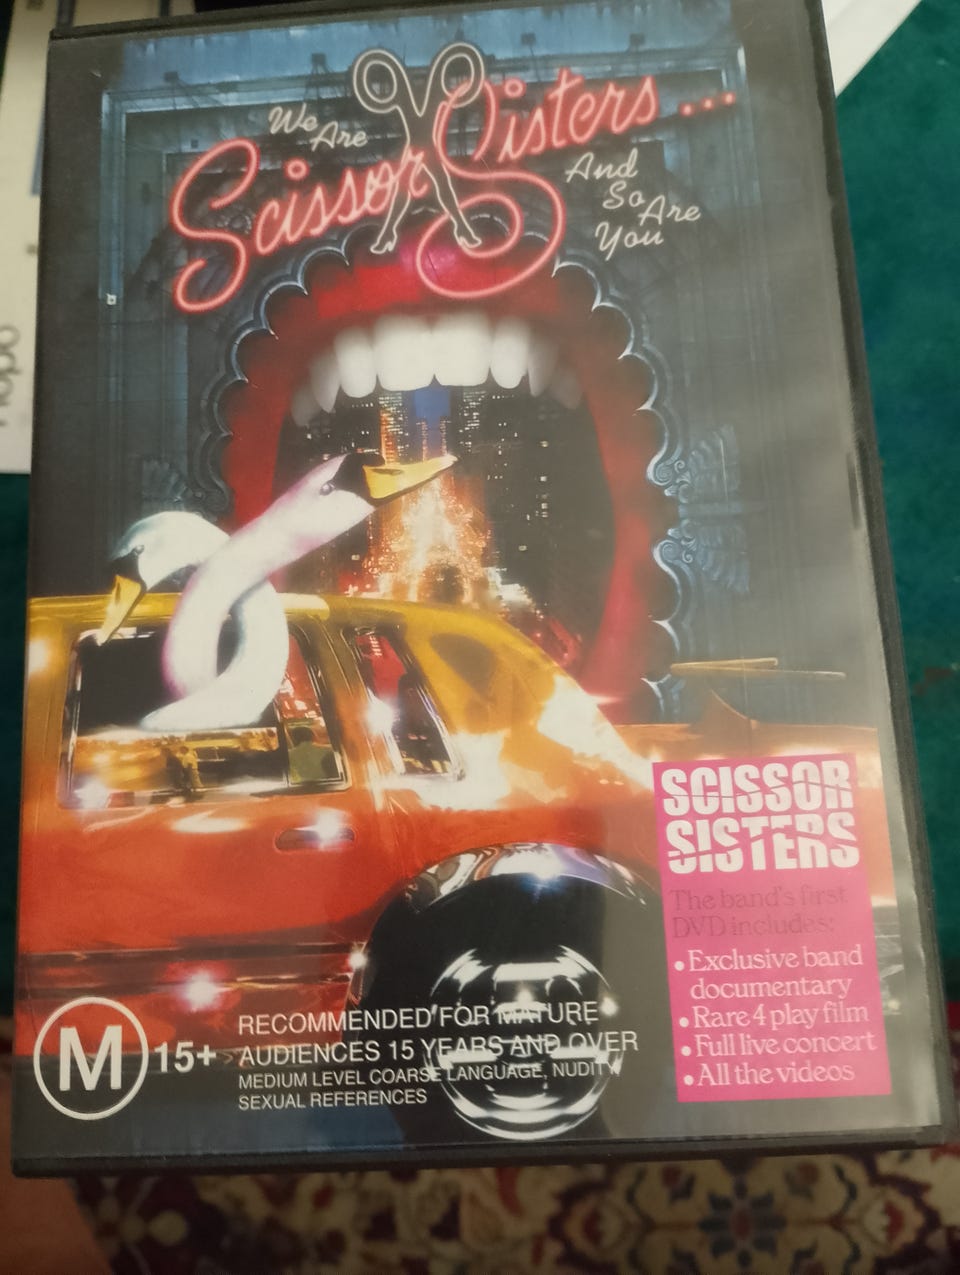 We Are
Scissor Sisters ...
And So Are You
SCISSOR
SISTERS
The band's first
DVD includes:
• Exclusive band
documentary
• Rare 4 play film
• Full live concert
• All the videos
M 15+
RECOMMENDED FOR MATURE
AUDIENCES 15 YEARS AND OVER
MEDIUM LEVEL COARSE LANGUAGE, NUDITY,
SEXUAL REFERENCES